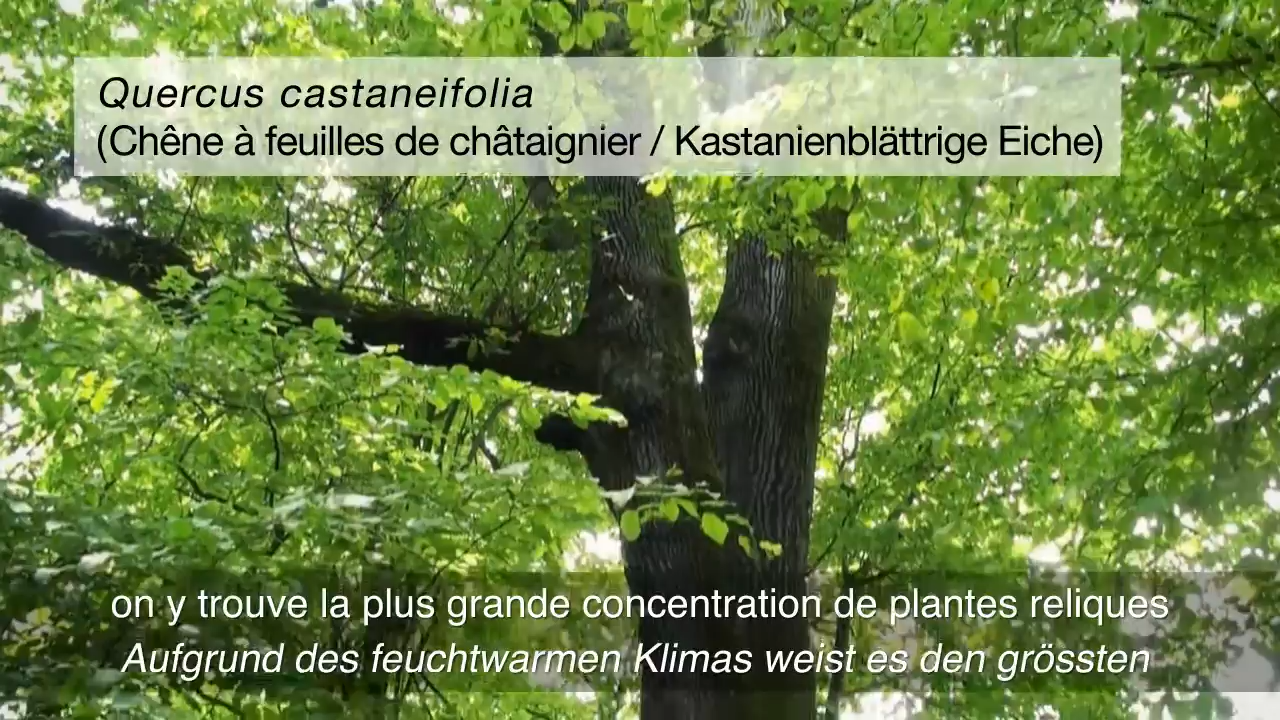 Quercus castaneifolia
(Chêne à feuilles de châtaignier / Kastanienblättrige Eiche)
on y trouve la plus grande concentration de plantes reliques
Aufgrund des feuchtwarmen Klimas weist es den grössten